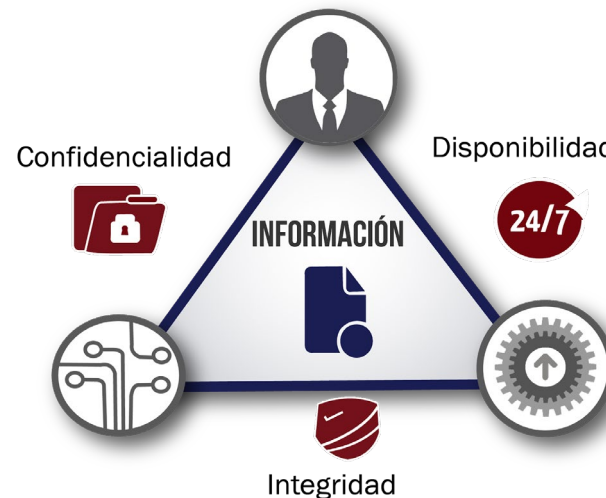 Confidencialidad
Disponibilidad
24/7
INFORMACIÓN
Integridad